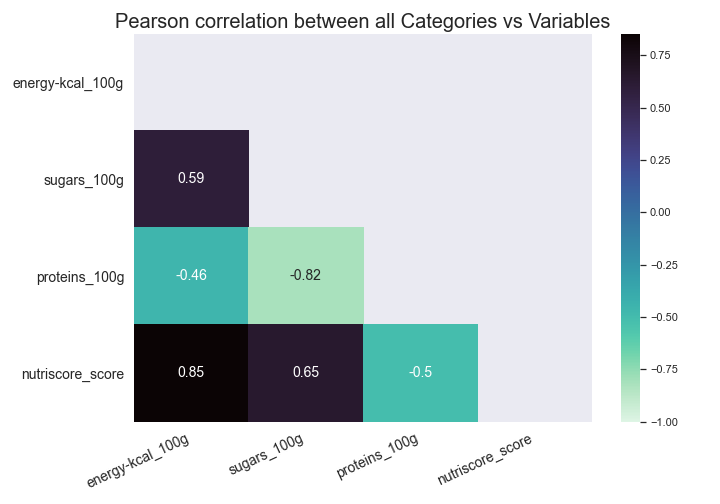 Pearson correlation between all Categories vs Variables
energy-kcal_100g
sugars_100g
0.59
proteins_100g
-0.46
-0.82
nutriscore_score
0.85
0.65
-0.5
energy-kcal_100g
sugars_100g
proteins_100g
nutriscore_score
0.75
0.50
0.25
0.00
−0.25
−0.50
−0.75
−1.00